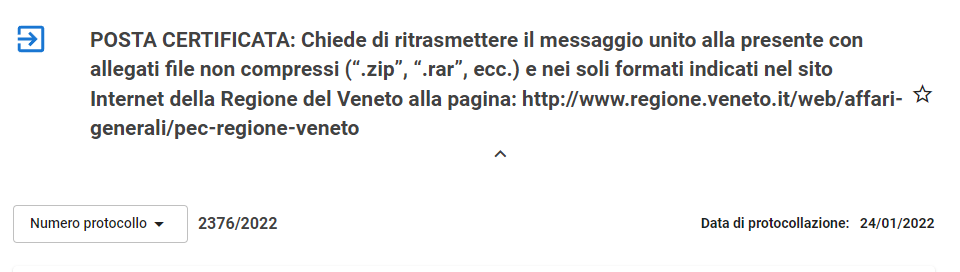 POSTA CERTIFICATA: Chiede di ritrasmettere il messaggio unito alla presente con
allegati file non compressi (“.zip”, “.rar”, ecc.) e nei soli formati indicati nel sito
Internet della Regione del Veneto alla pagina: http://www.regione.veneto.it/web/affari-
generali/pec-regione-veneto
Numero protocollo 2376/2022 Data di protocollazione: 24/01/2022